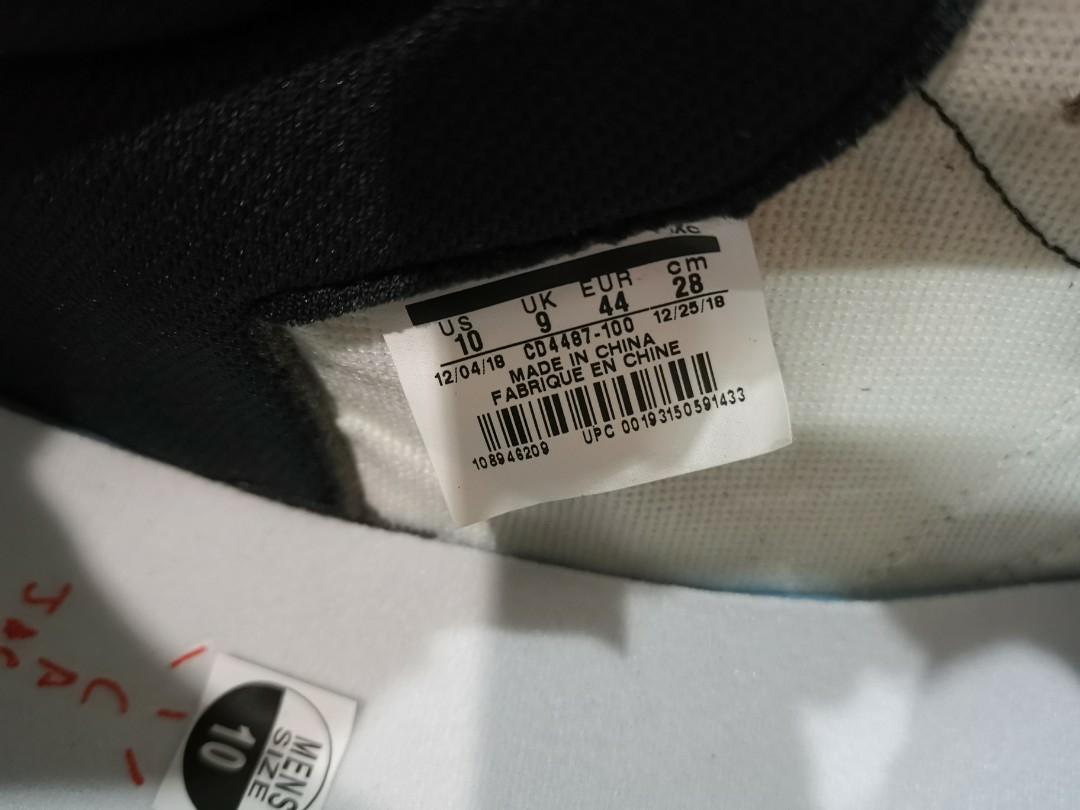 XC
US UK EUR cm
10 9 44 28
12/04/18 CD4487-100 12/25/18
MADE IN CHINA
FABRIQUE EN CHINE
108946209 UPC 00193150591433
MENS
SIZE
10